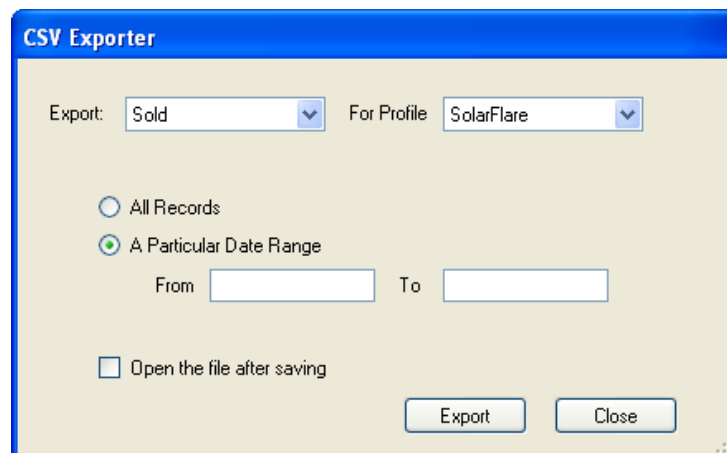 CSV Exporter
Export: Sold For Profile SolarFlare
All Records
A Particular Date Range
From To
Open the file after saving
Export Close